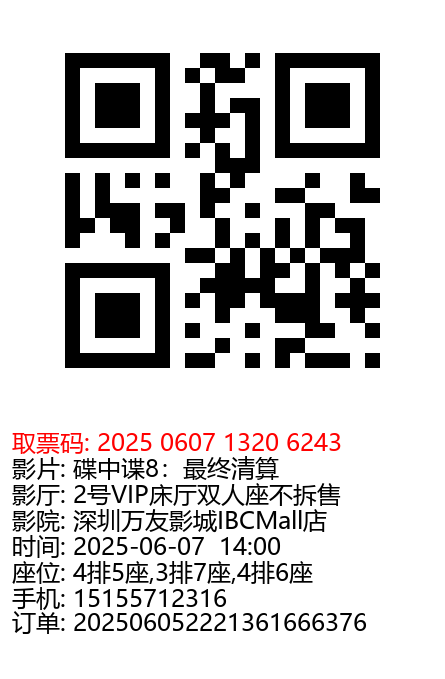 取票码: 2025 0607 1320 6243
影片: 碟中谍8：最终清算
影厅: 2号VIP床厅双人座不拆售
影院: 深圳万友影城IBCMall店
时间: 2025-06-07  14:00
座位: 4排5座,3排7座,4排6座
手机: 15155712316
订单: 202506052221361666376